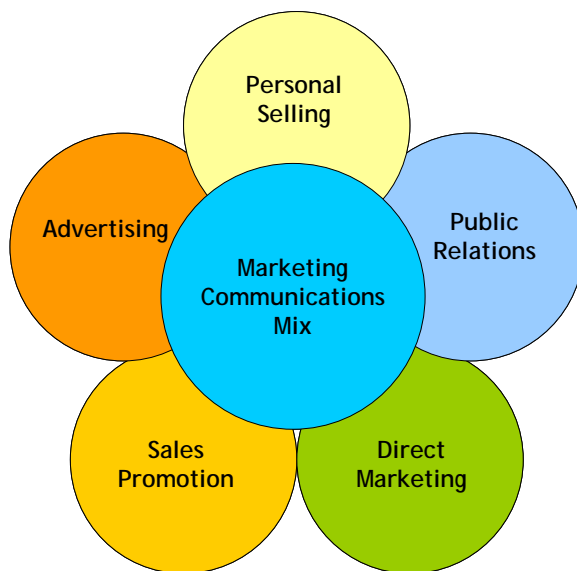 Personal
Selling
Advertising
Public
Relations
Marketing
Communications
Mix
Sales
Promotion
Direct
Marketing